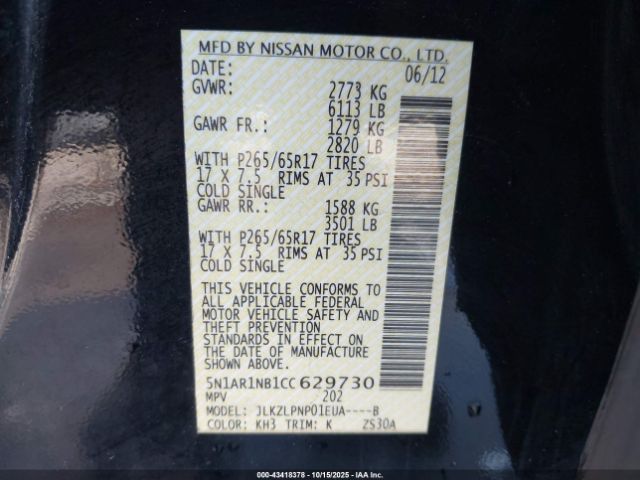 MFD BY NISSAN MOTOR CO., LTD.
DATE: 06/12
GVWR: 2773 KG
6113 LB
GAWR FR.: 1279 KG
2820 LB
WITH P265/65R17 TIRES
17 X 7.5 RIMS AT 35 PSI
COLD SINGLE
GAWR RR.: 1588 KG
3501 LB
WITH P265/65R17 TIRES
17 X 7.5 RIMS AT 35 PSI
COLD SINGLE
THIS VEHICLE CONFORMS TO
ALL APPLICABLE FEDERAL
MOTOR VEHICLE SAFETY AND
THEFT PREVENTION
STANDARDS IN EFFECT ON
THE DATE OF MANUFACTURE
SHOWN ABOVE.
5N1AR1NB1CC629730
MPV 202
MODEL: JLKZLPNP01EUA----B
COLOR: KH3 TRIM: K ZS30A
© - 000-43418378 - 10/15/2025 - IAAI.com